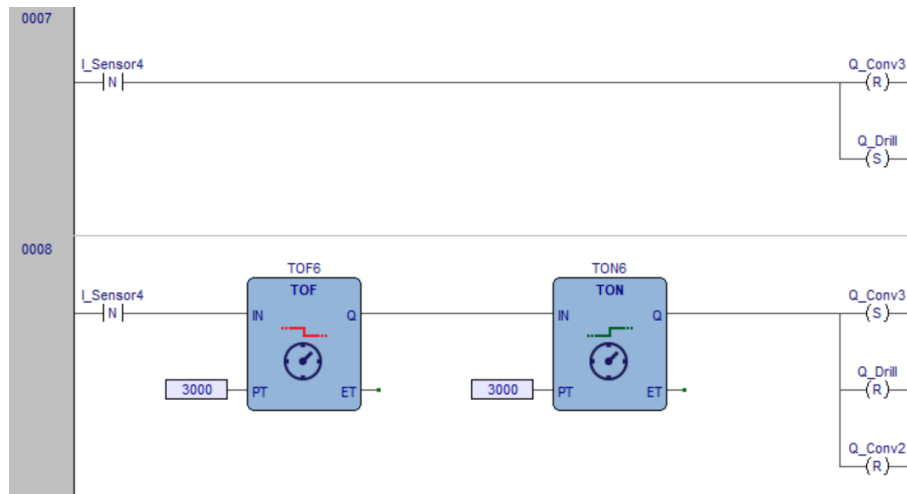 0007
I_Sensor4
N
Q_Conv3
R
Q_Drill
S
0008
TOF6
TON6
I_Sensor4
N
TOF
IN
Q
3000
PT
ET
TON
IN
Q
3000
PT
ET
Q_Conv3
S
Q_Drill
R
Q_Conv2
R